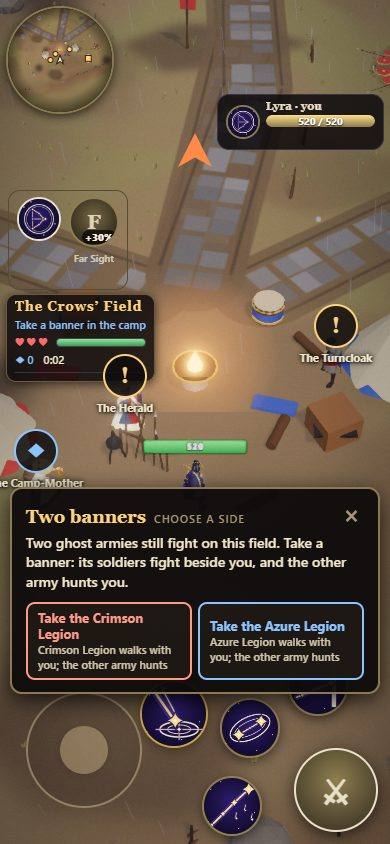 Lyra · you
520 / 520
F
+30%
Far Sight
The Crows' Field
Take a banner in the camp
0 0:02
!
The Turncloak
!
The Herald
520
he Camp-Mother
Two banners CHOOSE A SIDE ✕
Two ghost armies still fight on this field. Take a
banner: its soldiers fight beside you, and the other
army hunts you.
Take the Crimson
Legion
Crimson Legion walks with
you; the other army hunts
Take the Azure Legion
Azure Legion walks with
you; the other army hunts